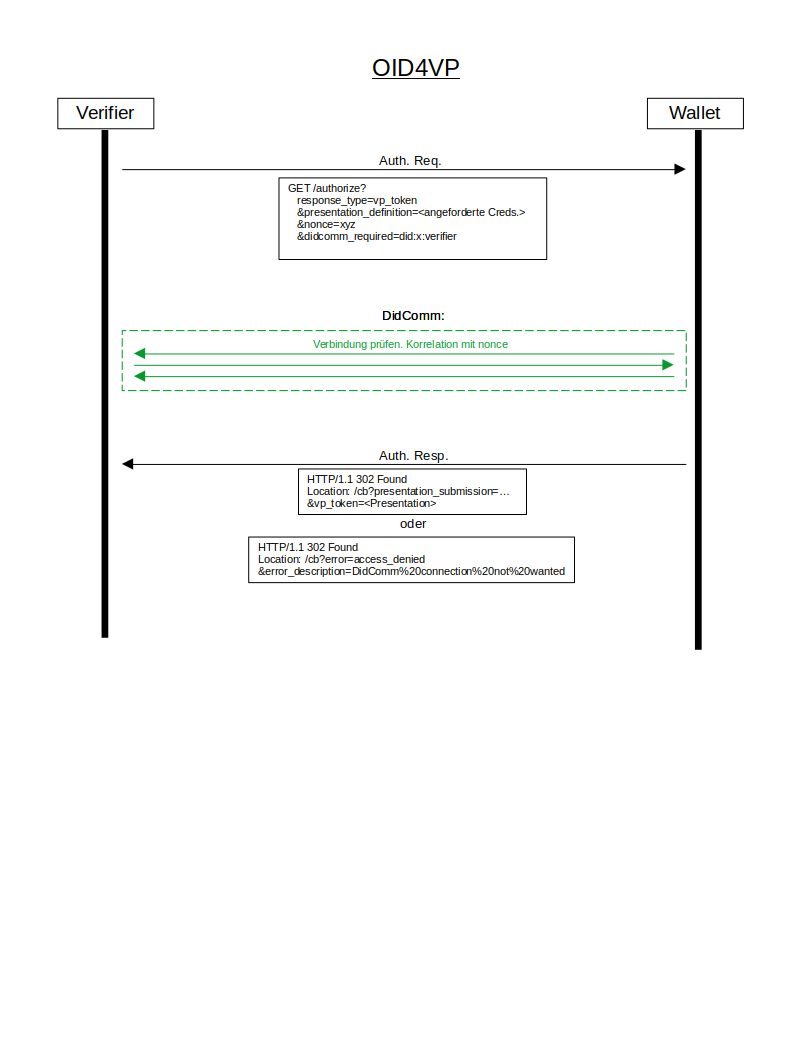 OID4VP
Verifier
Wallet
Auth. Req.
GET /authorize?
response_type=vp_token
&presentation_definition=<angeforderte Creds.>
&nonce=xyz
&didcomm_required=did:x:verifier
DidComm:
Verbindung prüfen. Korrelation mit nonce
Auth. Resp.
HTTP/1.1 302 Found
Location: /cb?presentation_submission=…
&vp_token=<Presentation>
oder
HTTP/1.1 302 Found
Location: /cb?error=access_denied
&error_description=DidComm%20connection%20not%20wanted